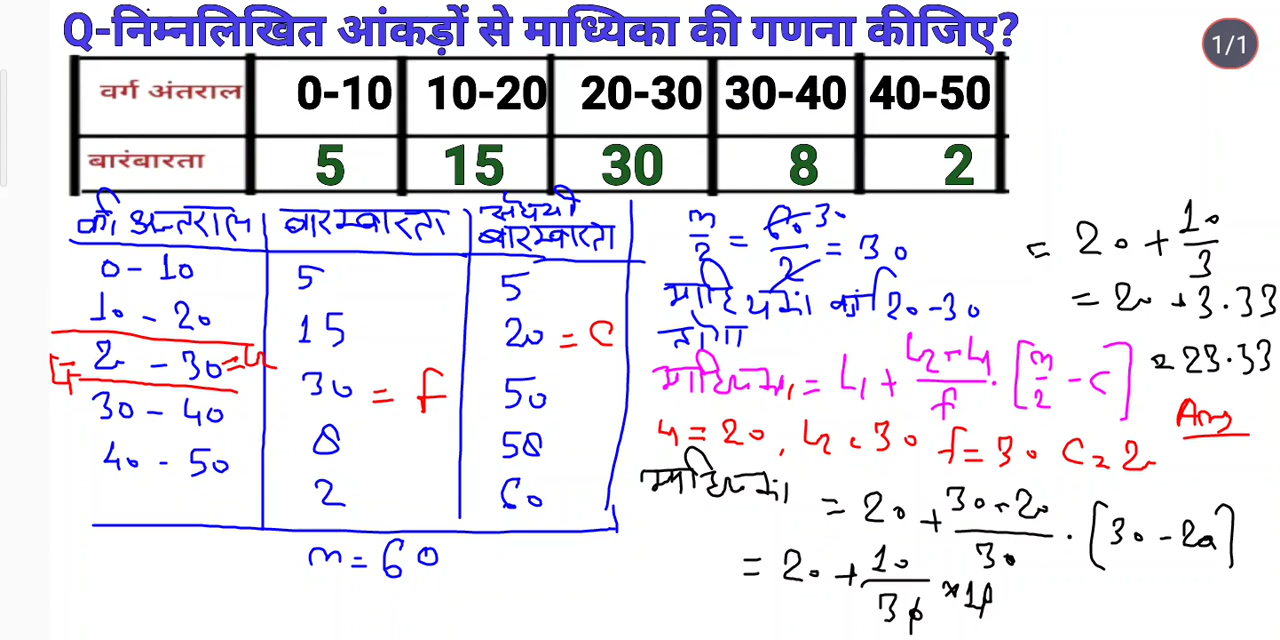 Q-निम्नलिखित आंकड़ों से माध्यिका की गणना कीजिए?
1/1
वर्ग अंतराल 0-10 10-20 20-30 30-40 40-50
बारंबारता 5 15 30 8 2
अन्तराल बारम्बारता संचयी बारम्बारता
0-10 5 5
10-20 15 20 = C
2 - 30 = L2 30 = f 50
30-40 8 58
40-50 2 60
n = 60
n/2 = 60/2 = 30
20-30
होगा
= L1 + L2-L1/f . [n/2 - C]
L1 = 20, L2 = 30 f = 30 C = 20
= 20 + 30-20/30 . [30-20]
= 20 + 10/30 × 10
= 20 + 10/3
= 20 + 3.33
= 23.33
Ans